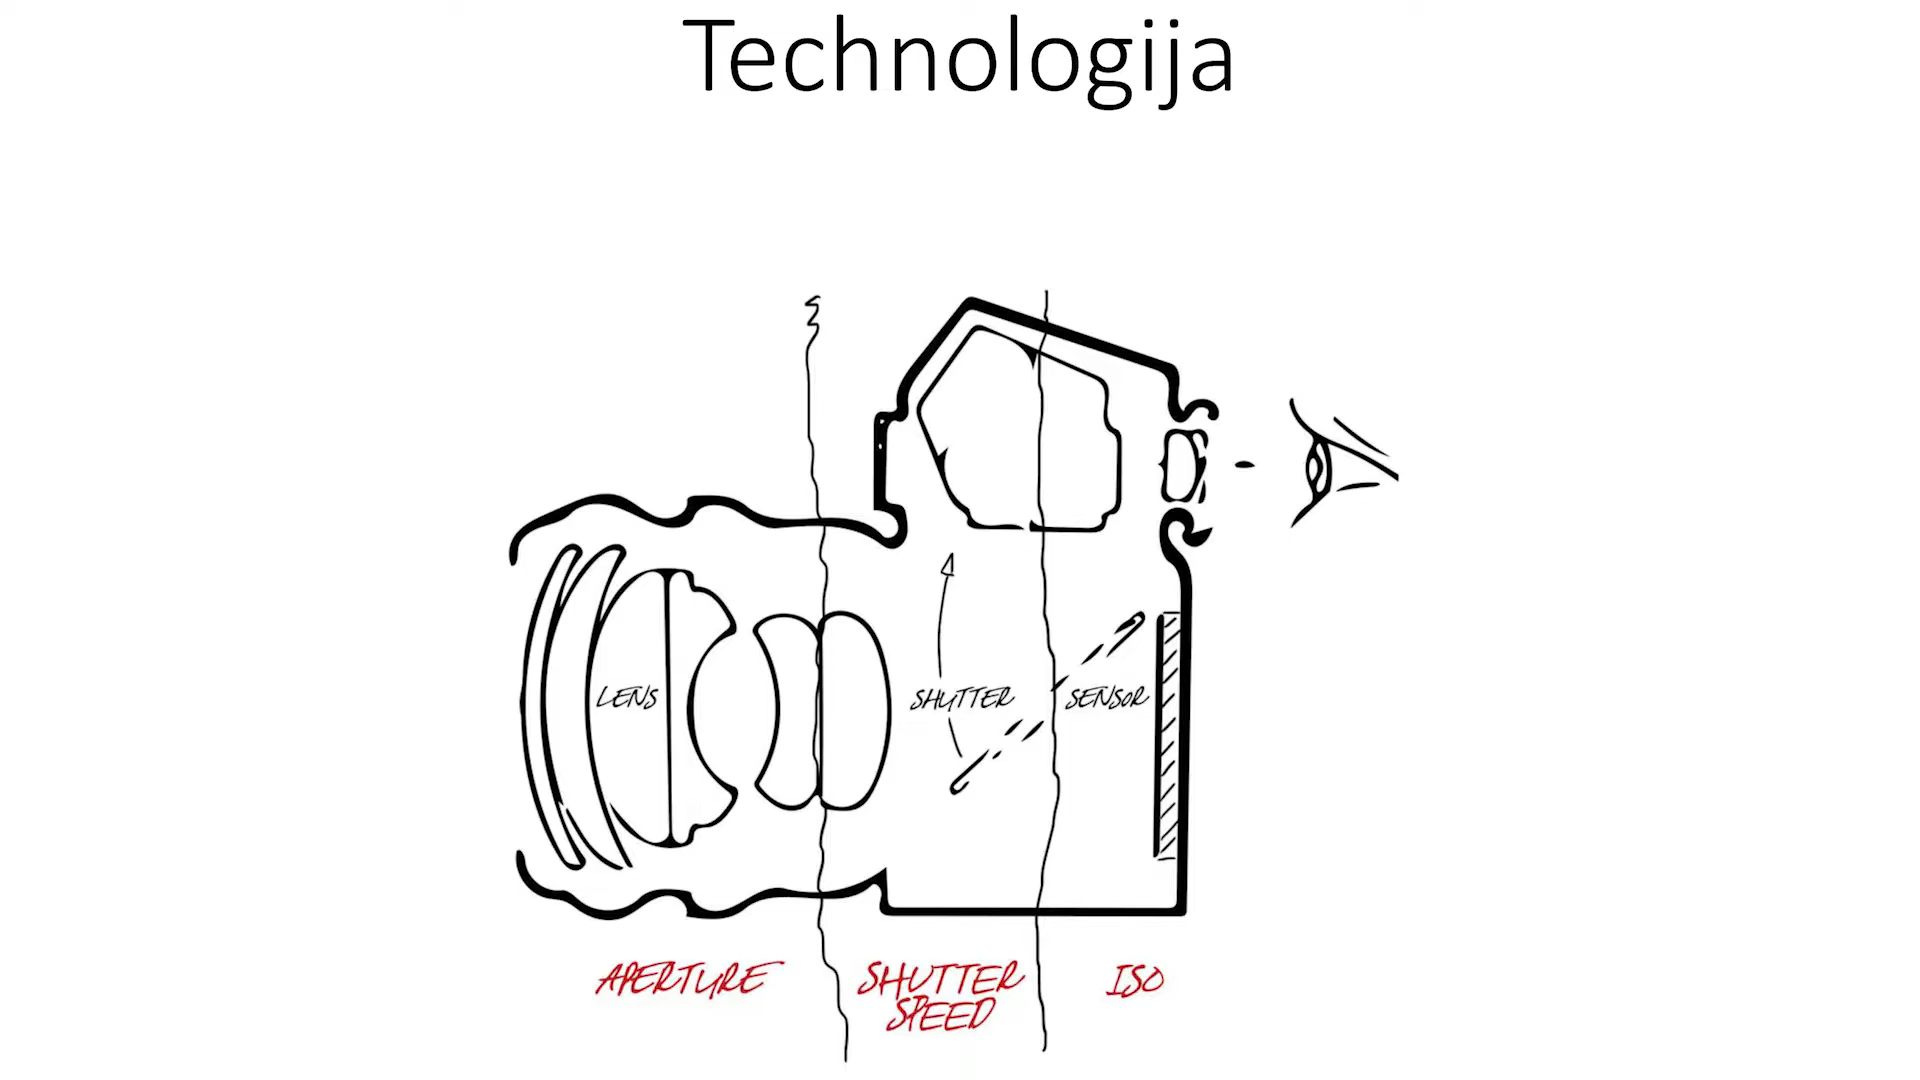 Technologija
LENS
SHUTTER
SENSOR
APERTURE
SHUTTER
SPEED
ISO